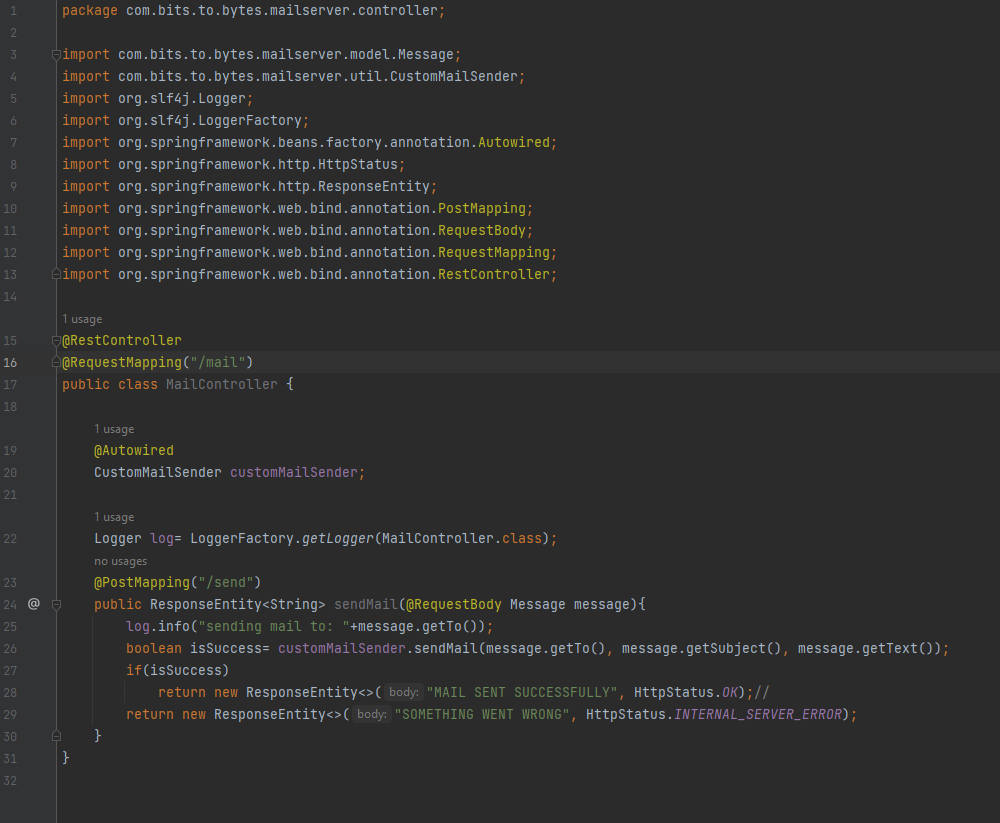 1 package com.bits.to.bytes.mailserver.controller;
2
3 import com.bits.to.bytes.mailserver.model.Message;
4 import com.bits.to.bytes.mailserver.util.CustomMailSender;
5 import org.slf4j.Logger;
6 import org.slf4j.LoggerFactory;
7 import org.springframework.beans.factory.annotation.Autowired;
8 import org.springframework.http.HttpStatus;
9 import org.springframework.http.ResponseEntity;
10 import org.springframework.web.bind.annotation.PostMapping;
11 import org.springframework.web.bind.annotation.RequestBody;
12 import org.springframework.web.bind.annotation.RequestMapping;
13 import org.springframework.web.bind.annotation.RestController;
14
1 usage
15 @RestController
16 @RequestMapping("/mail")
17 public class MailController {
18
1 usage
19 @Autowired
20 CustomMailSender customMailSender;
21
1 usage
22 Logger log= LoggerFactory.getLogger(MailController.class);
no usages
23 @PostMapping("/send")
24 @ public ResponseEntity<String> sendMail(@RequestBody Message message){
25 log.info("sending mail to: "+message.getTo());
26 boolean isSuccess= customMailSender.sendMail(message.getTo(), message.getSubject(), message.getText());
27 if(isSuccess)
28 return new ResponseEntity<>( body: "MAIL SENT SUCCESSFULLY", HttpStatus.OK);//
29 return new ResponseEntity<>( body: "SOMETHING WENT WRONG", HttpStatus.INTERNAL_SERVER_ERROR);
30 }
31 }
32